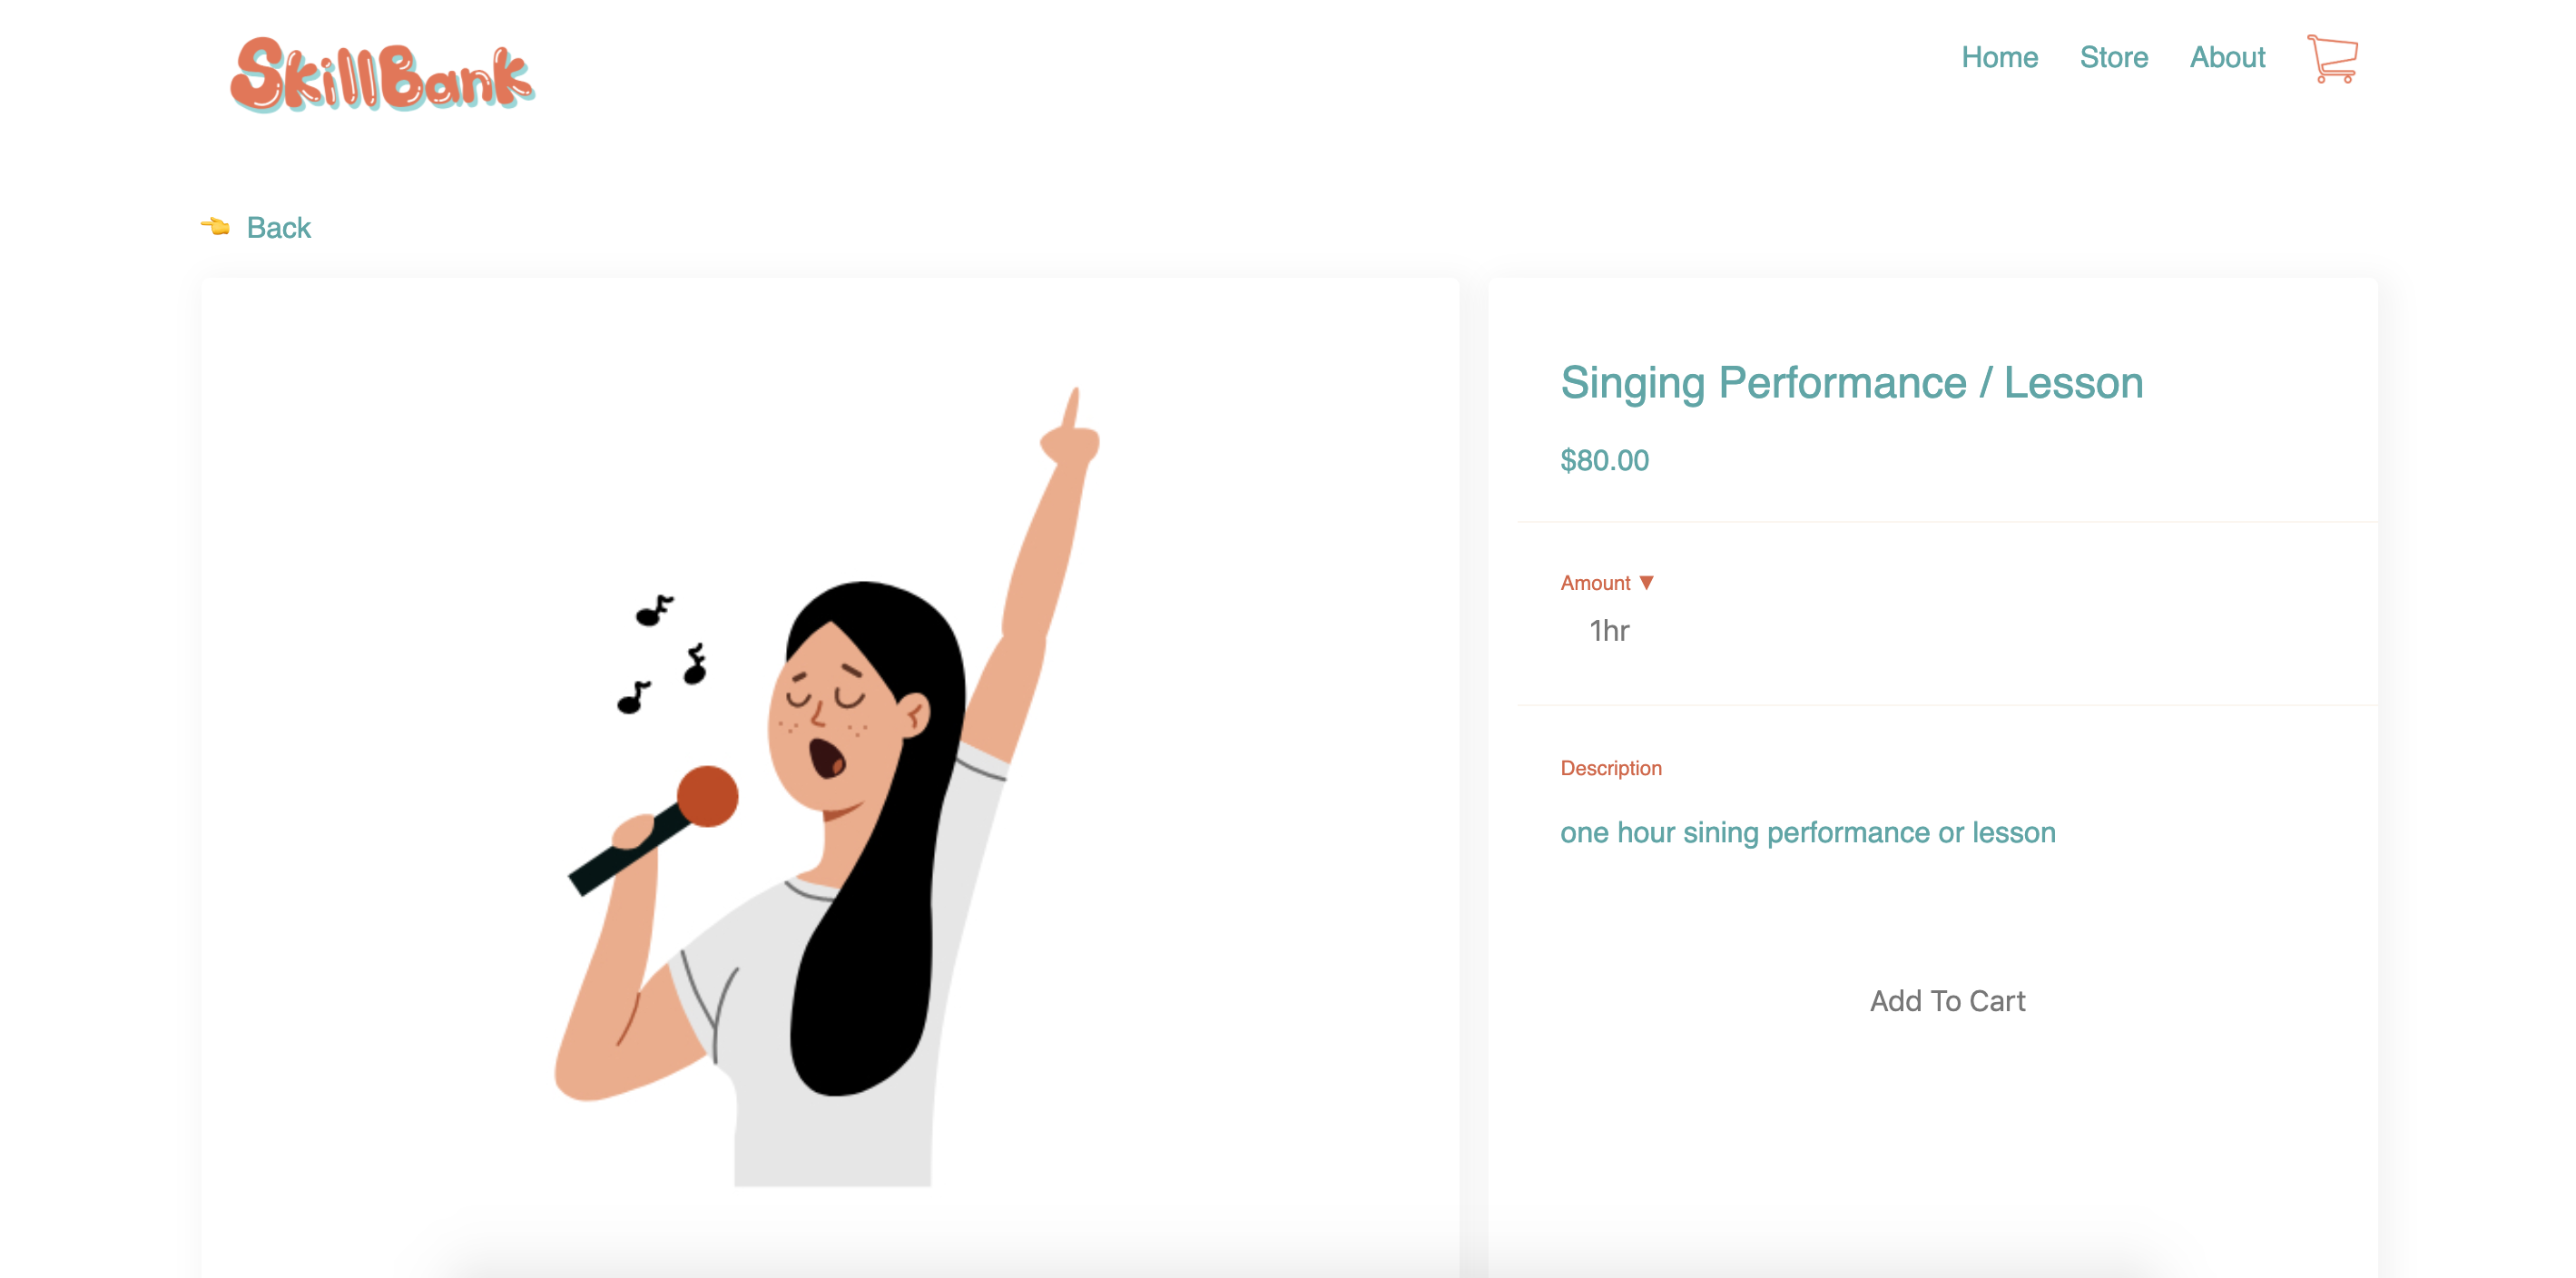 SkillBank
Home Store About
👈 Back
Singing Performance / Lesson
$80.00
Amount ▼
1hr
Description
one hour sining performance or lesson
Add To Cart